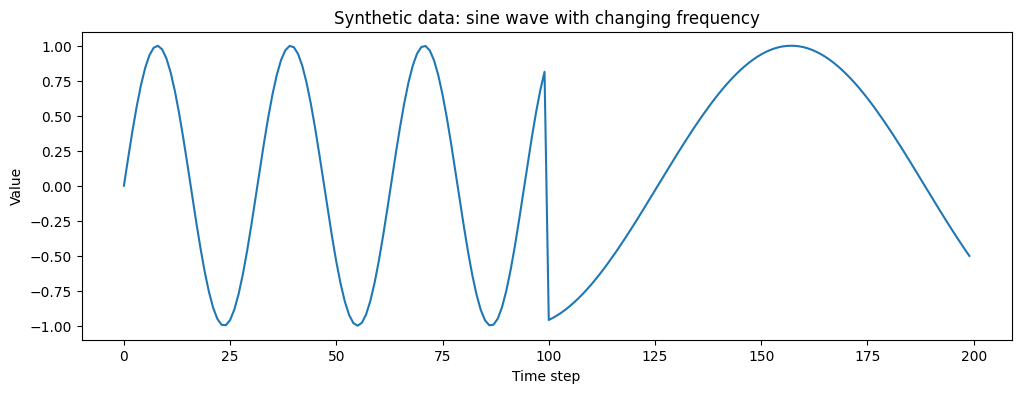 Synthetic data: sine wave with changing frequency
1.00
0.75
0.50
0.25
0.00
−0.25
−0.50
−0.75
−1.00
Value
0 25 50 75 100 125 150 175 200
Time step